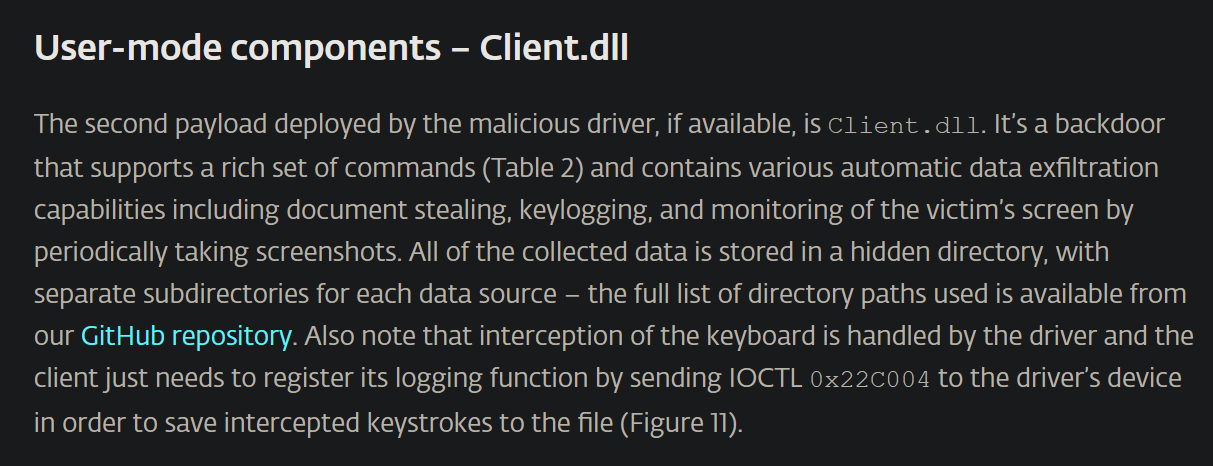 User-mode components – Client.dll
The second payload deployed by the malicious driver, if available, is Client.dll. It’s a backdoor
that supports a rich set of commands (Table 2) and contains various automatic data exfiltration
capabilities including document stealing, keylogging, and monitoring of the victim’s screen by
periodically taking screenshots. All of the collected data is stored in a hidden directory, with
separate subdirectories for each data source – the full list of directory paths used is available from
our GitHub repository. Also note that interception of the keyboard is handled by the driver and the
client just needs to register its logging function by sending IOCTL 0x22C004 to the driver’s device
in order to save intercepted keystrokes to the file (Figure 11).